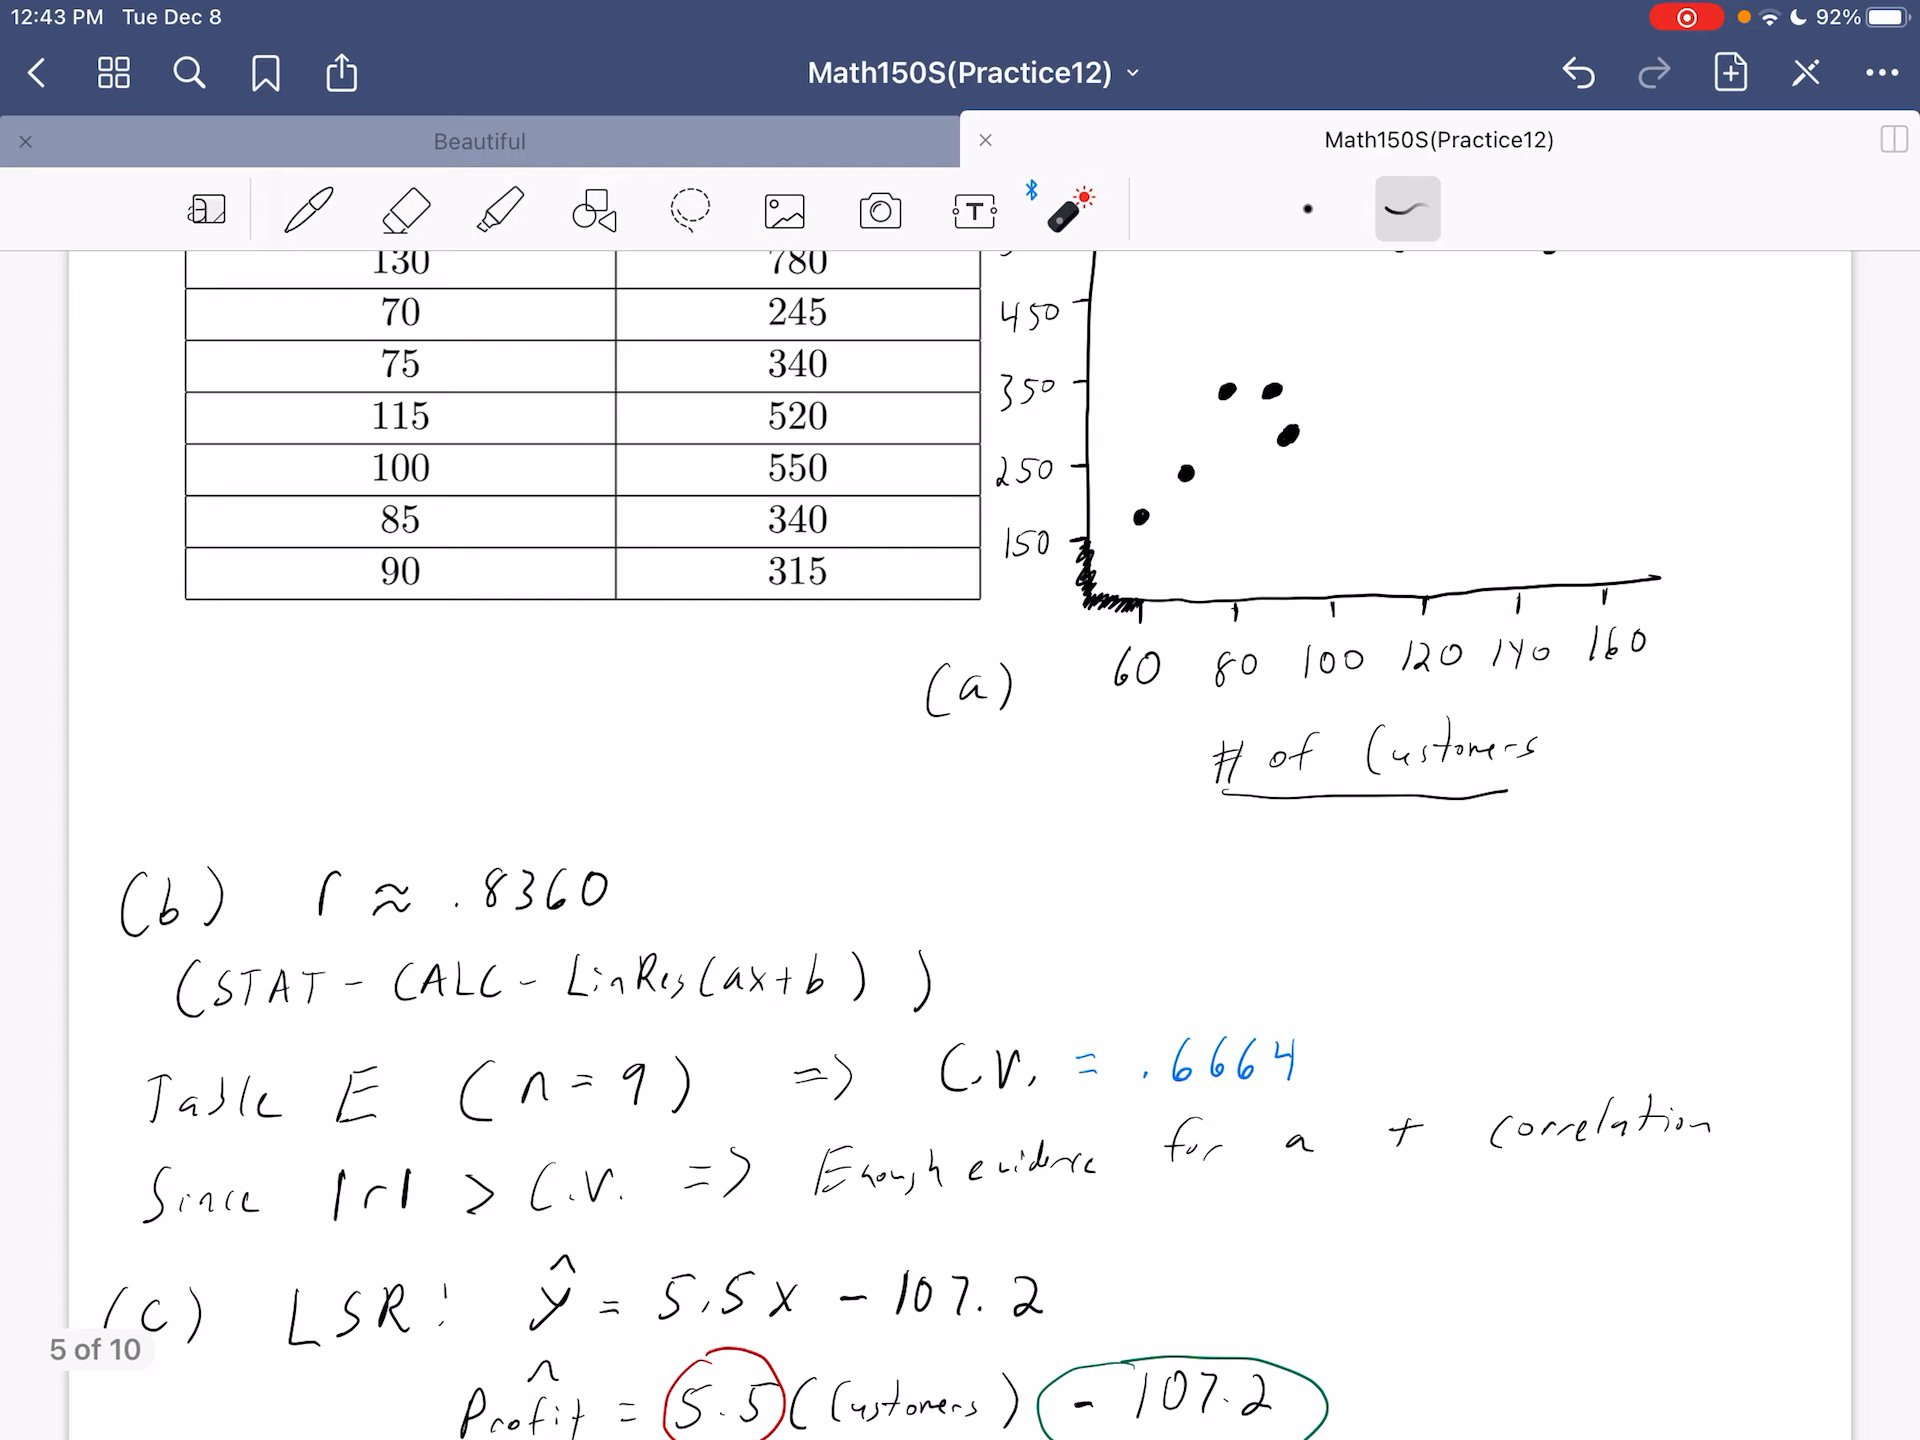 12:43 PM Tue Dec 8
92%
Math150S(Practice12)
Beautiful
Math150S(Practice12)
T
130 780
70 245
75 340
115 520
100 550
85 340
90 315
450
350
250
150
60 80 100 120 140 160
(a)
# of Customers
(b) r ≈ .8360
(STAT - CALC - LinReg(ax+b))
Table E (n = 9) => C.V. = .6664
Since |r| > C.V. => Enough evidence for a + correlation
(c) LSR: ŷ = 5.5x - 107.2
5 of 10
Profit^ = 5.5(Customers) - 107.2